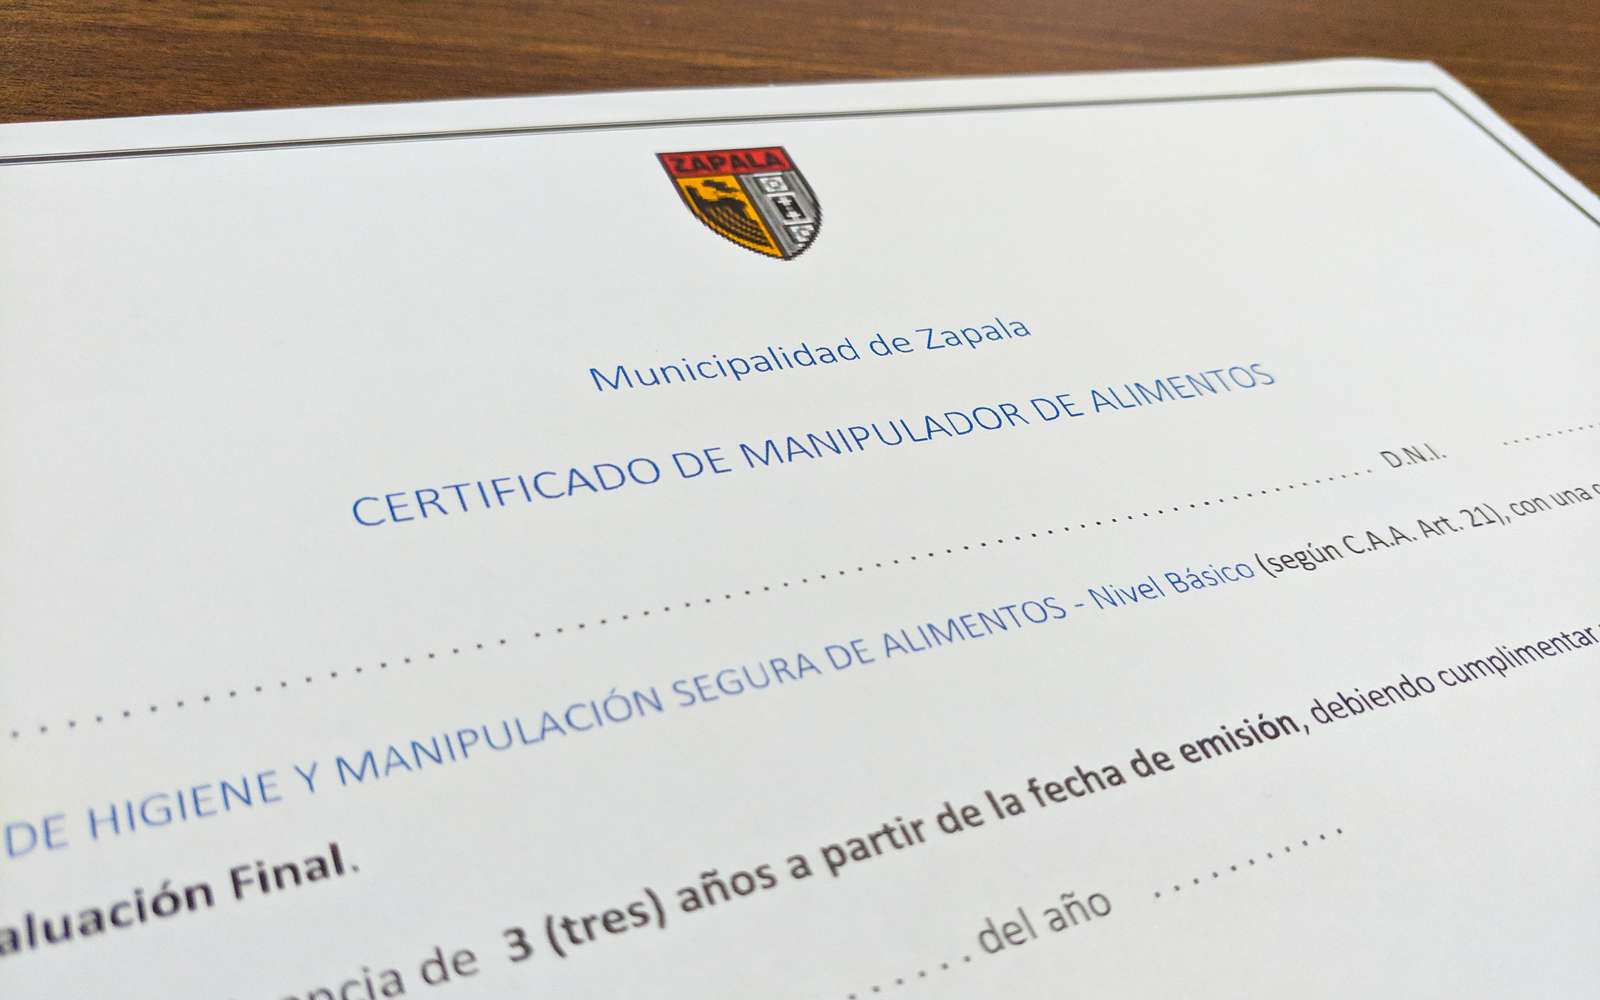 ZAPALA
Municipalidad de Zapala
CERTIFICADO DE MANIPULADOR DE ALIMENTOS
D.N.I.
DE HIGIENE Y MANIPULACIÓN SEGURA DE ALIMENTOS - Nivel Básico (según C.A.A. Art. 21), con una
aluación Final.
ncia de 3 (tres) años a partir de la fecha de emisión, debiendo cumplimentar
del año